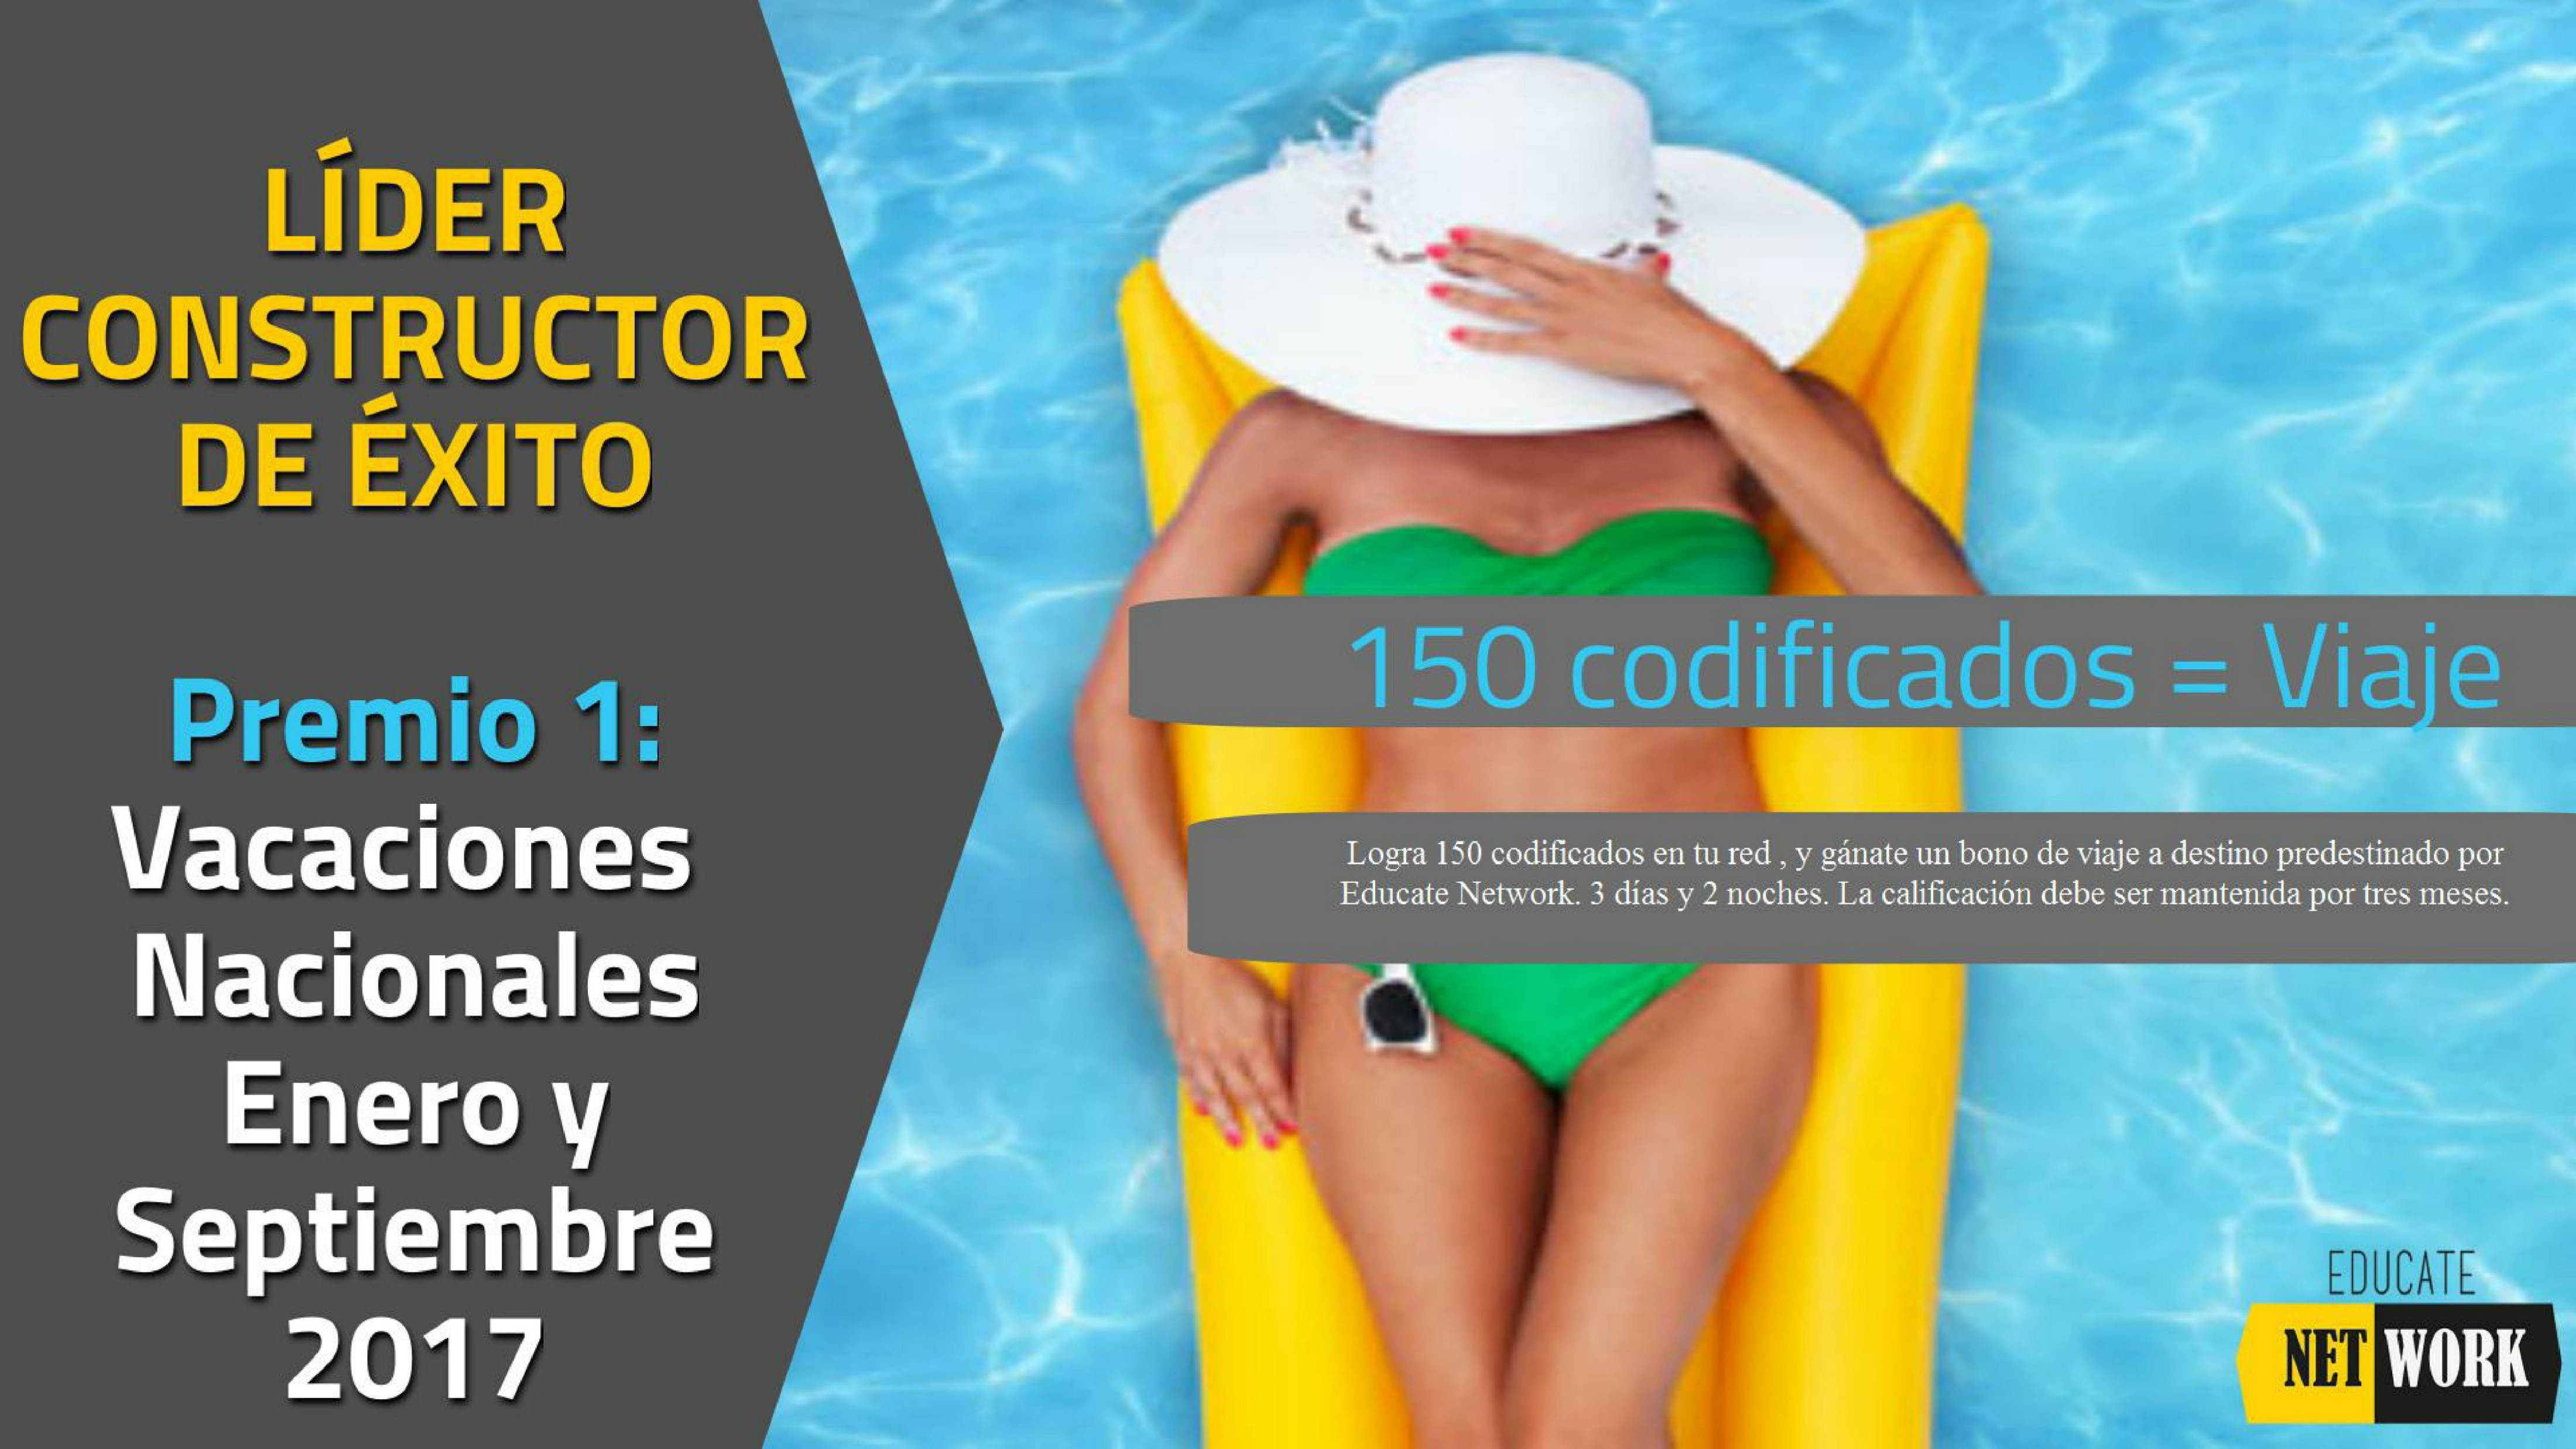 LÍDER
CONSTRUCTOR
DE ÉXITO
Premio 1:
Vacaciones
Nacionales
Enero y
Septiembre
2017
150 codificados = Viaje
Logra 150 codificados en tu red , y gánate un bono de viaje a destino predestinado por
Educate Network. 3 días y 2 noches. La calificación debe ser mantenida por tres meses.
EDUCATE
NET WORK